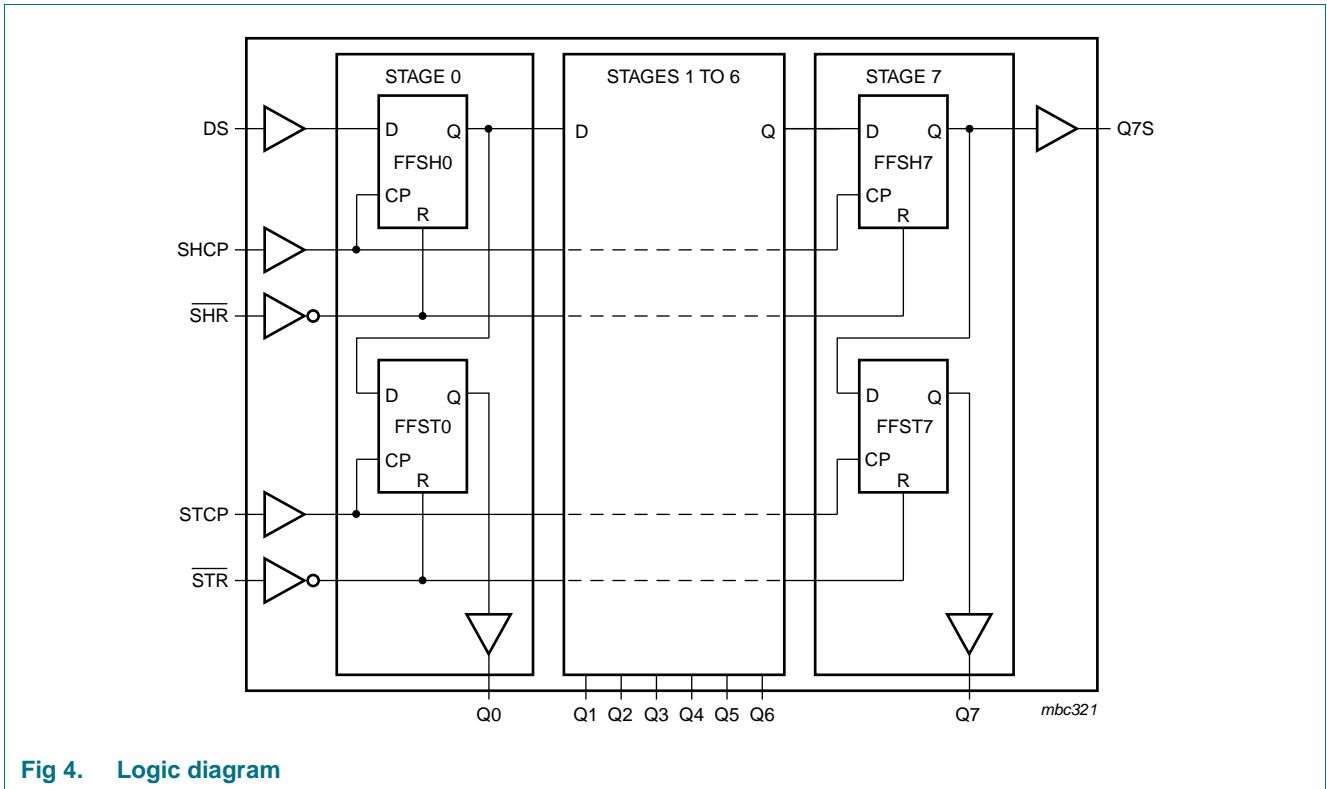 STAGE 0
STAGES 1 TO 6
STAGE 7
DS
D Q
FFSH0
CP
R
D Q
D Q
FFSH7
CP
R
Q7S
SHCP
SHR
D Q
FFST0
CP
R
D Q
FFST7
CP
R
STCP
STR
Q0
Q1 Q2 Q3 Q4 Q5 Q6
Q7
mbc321
Fig 4. Logic diagram